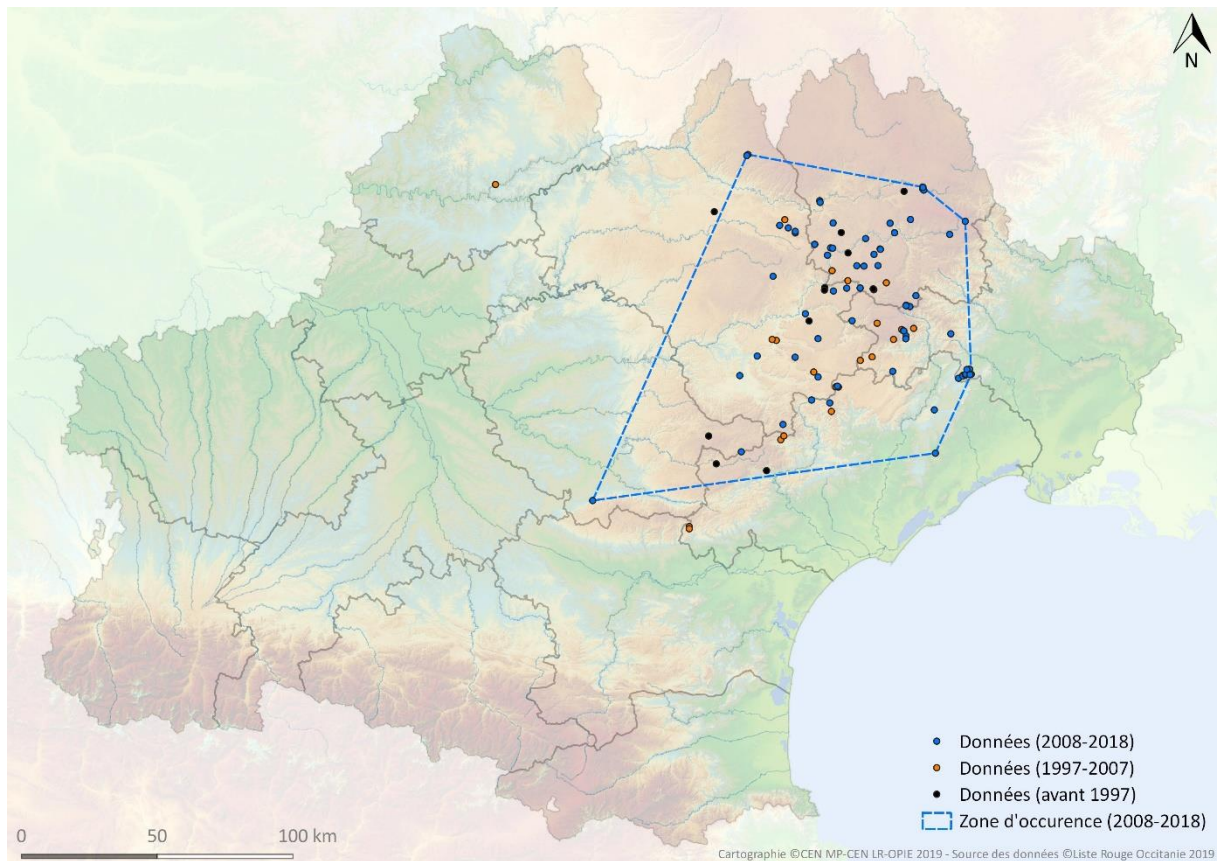 N
Données (2008-2018)
Données (1997-2007)
Données (avant 1997)
Zone d'occurence (2008-2018)
0 50 100 km
Cartographie ©CEN MP-CEN LR-OPIE 2019 - Source des données ©Liste Rouge Occitanie 2019